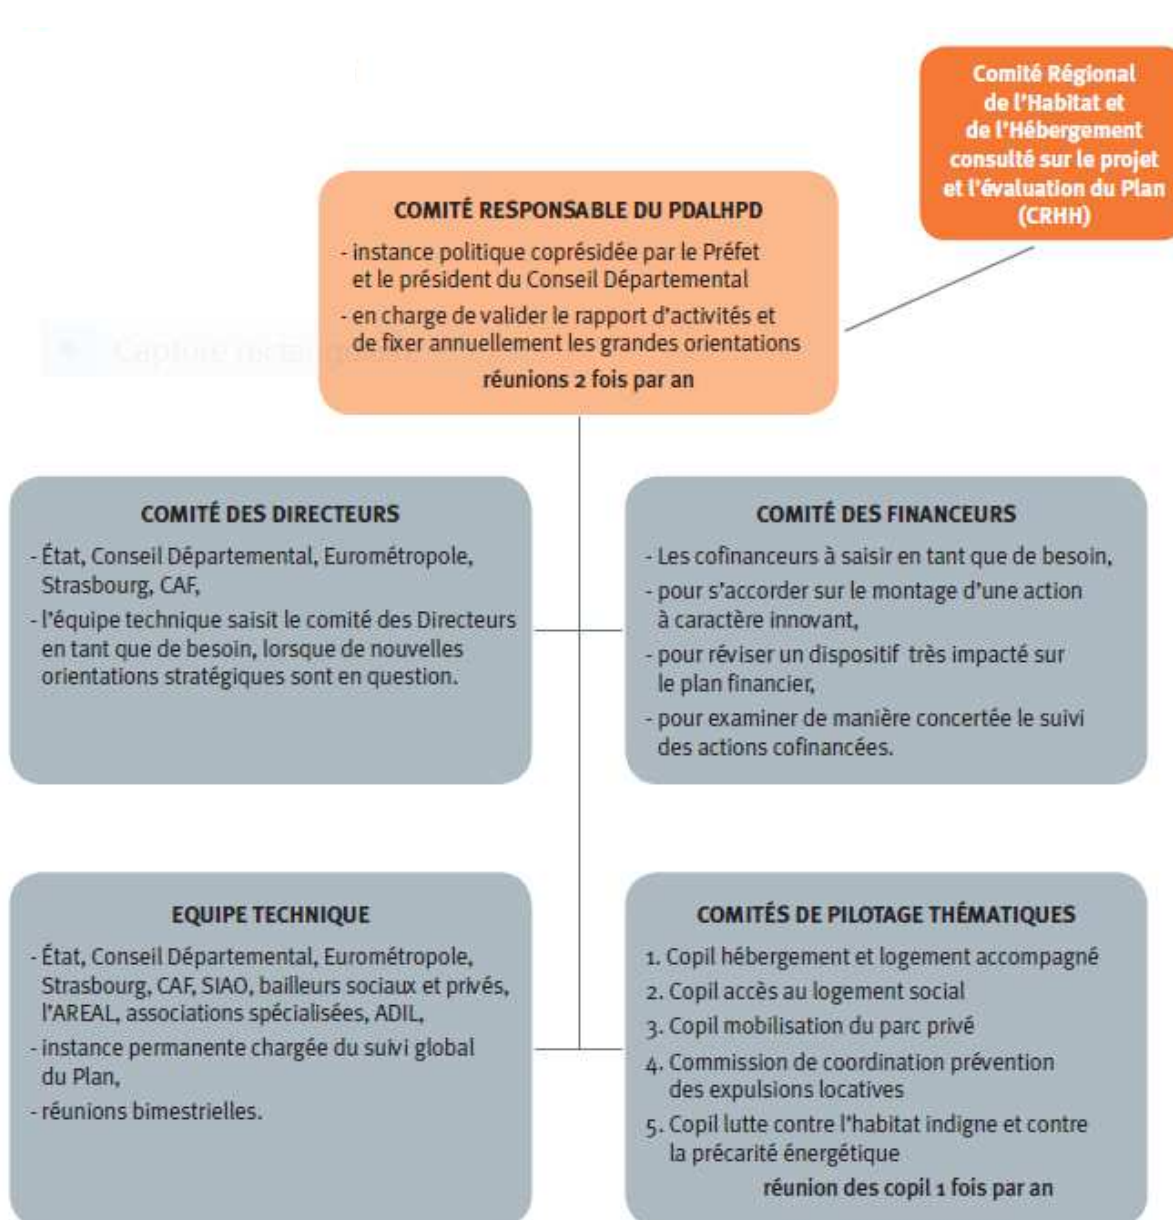 Comité Régional
de l'Habitat et
de l'Hébergement
consulté sur le projet
et l'évaluation du Plan
(CRHH)
COMITÉ RESPONSABLE DU PDALHPD
- instance politique coprésidée par le Préfet
et le président du Conseil Départemental
- en charge de valider le rapport d'activités et
de fixer annuellement les grandes orientations
réunions 2 fois par an
Capture
COMITÉ DES DIRECTEURS
- État, Conseil Départemental, Eurométropole,
Strasbourg, CAF,
- l'équipe technique saisit le comité des Directeurs
en tant que de besoin, lorsque de nouvelles
orientations stratégiques sont en question.
COMITÉ DES FINANCEURS
- Les cofinanceurs à saisir en tant que de besoin,
- pour s'accorder sur le montage d'une action
à caractère innovant,
- pour réviser un dispositif très impacté sur
le plan financier,
- pour examiner de manière concertée le suivi
des actions cofinancées.
EQUIPE TECHNIQUE
- État, Conseil Départemental, Eurométropole,
Strasbourg, CAF, SIAO, bailleurs sociaux et privés,
l'AREAL, associations spécialisées, ADIL,
- instance permanente chargée du suivi global
du Plan,
- réunions bimestrielles.
COMITÉS DE PILOTAGE THÉMATIQUES
1. Copil hébergement et logement accompagné
2. Copil accès au logement social
3. Copil mobilisation du parc privé
4. Commission de coordination prévention
des expulsions locatives
5. Copil lutte contre l'habitat indigne et contre
la précarité énergétique
réunion des copil 1 fois par an